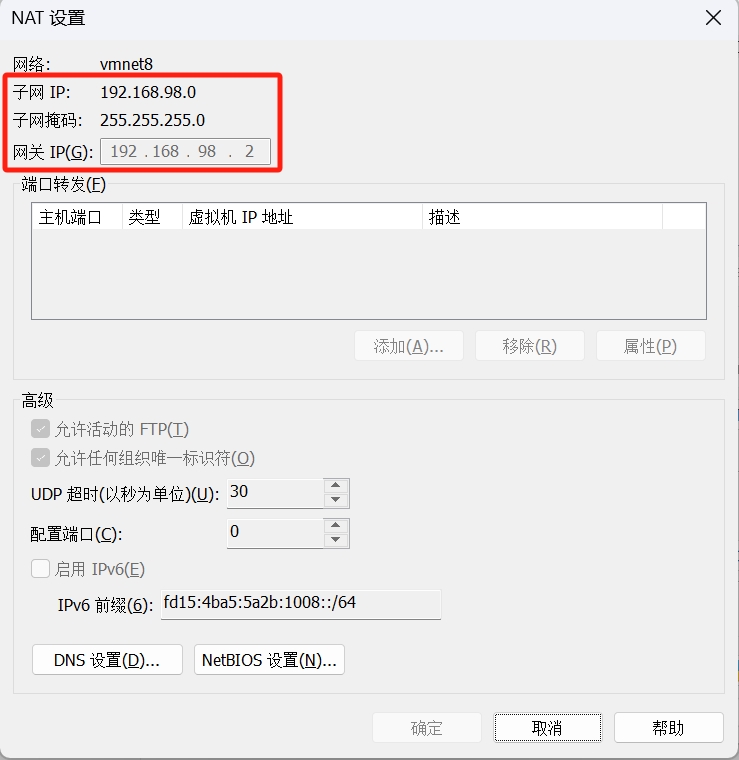 NAT 设置
网络: vmnet8
子网 IP: 192.168.98.0
子网掩码: 255.255.255.0
网关 IP(G): 192 . 168 . 98 . 2
端口转发(F)
主机端口 类型 虚拟机 IP 地址 描述
添加(A)... 移除(R) 属性(P)
高级
允许活动的 FTP(T)
允许任何组织唯一标识符(O)
UDP 超时(以秒为单位)(U): 30
配置端口(C): 0
启用 IPv6(E)
IPv6 前缀(6): fd15:4ba5:5a2b:1008::/64
DNS 设置(D)... NetBIOS 设置(N)...
确定 取消 帮助